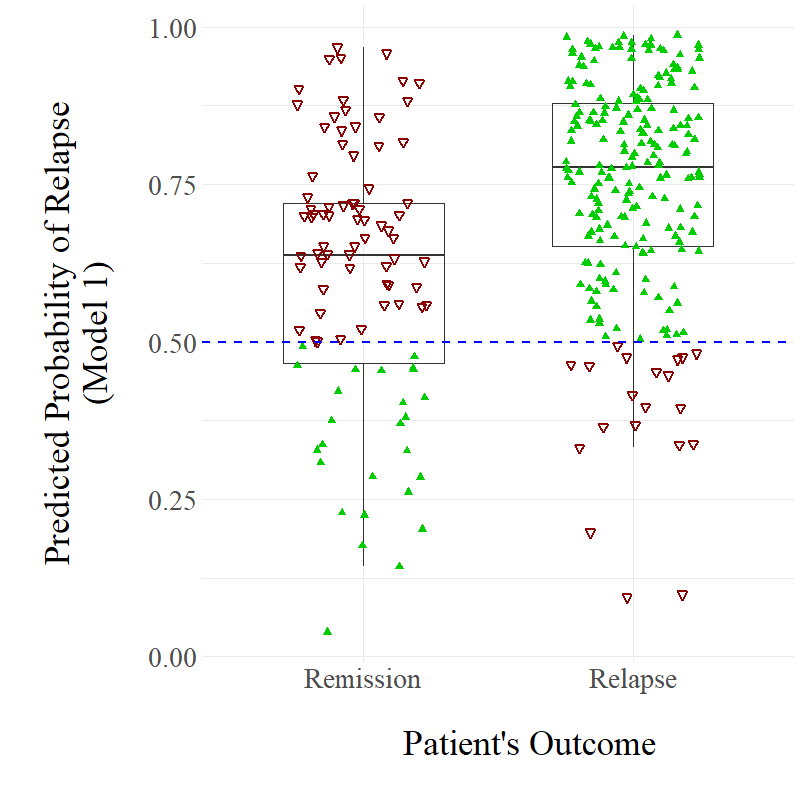 Predicted Probability of Relapse
(Model 1)
1.00
0.75
0.50
0.25
0.00
Remission
Relapse
Patient's Outcome